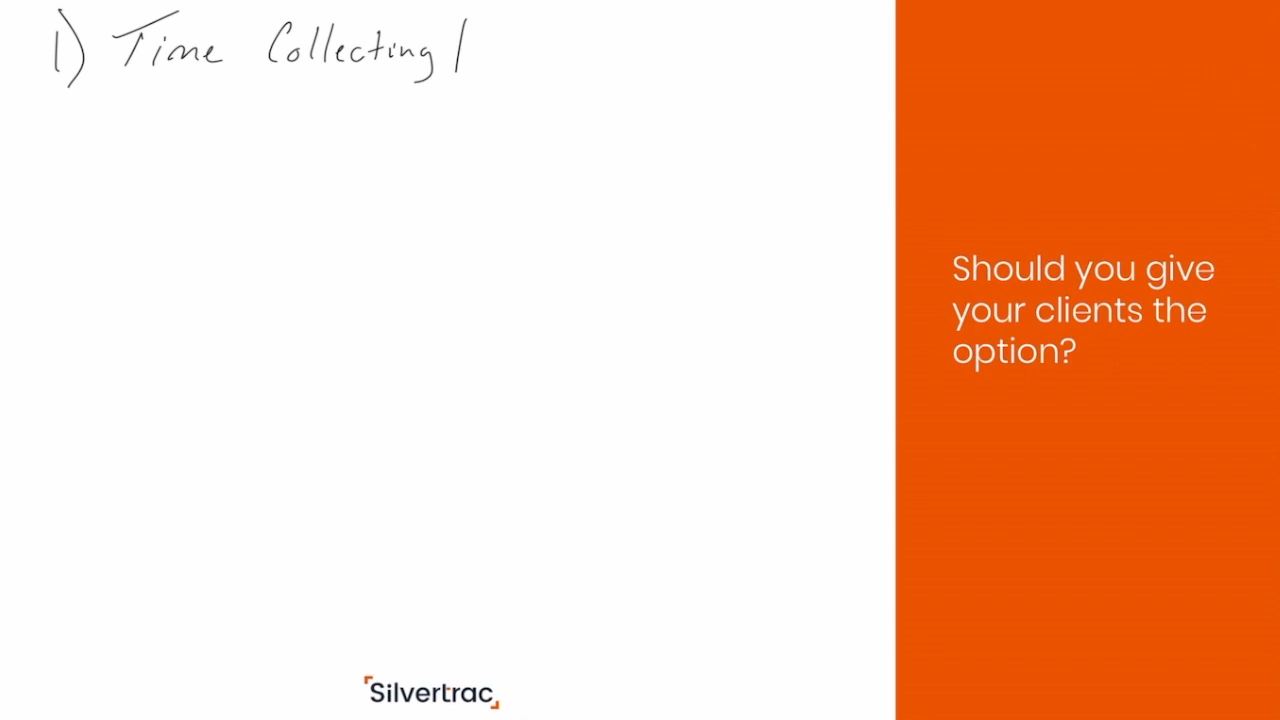 1) Time Collecting /
Should you give
your clients the
option?
Silvertrac